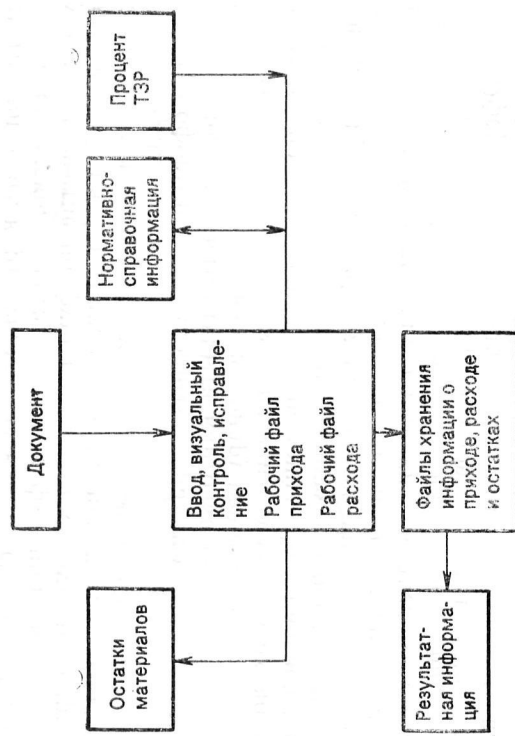 Документ
Остатки
материалов
Ввод, визуальный
контроль, исправле-
ние
Рабочий файл
прихода
Рабочий файл
расхода
Нормативно-
справочная
информация
Процент
ТЗР
Результат-
ная информа-
ция
Файлы хранения
информации о
приходе, расходе
и остатках